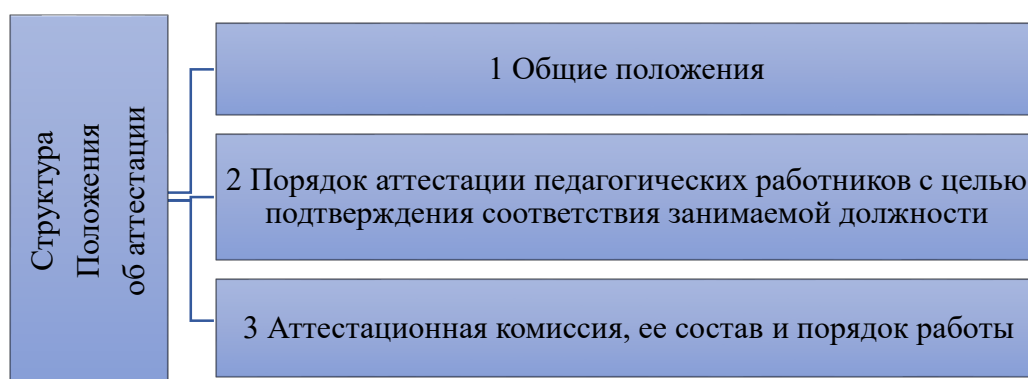 Структура
Положения
об аттестации
1 Общие положения
2 Порядок аттестации педагогических работников с целью
подтверждения соответствия занимаемой должности
3 Аттестационная комиссия, ее состав и порядок работы